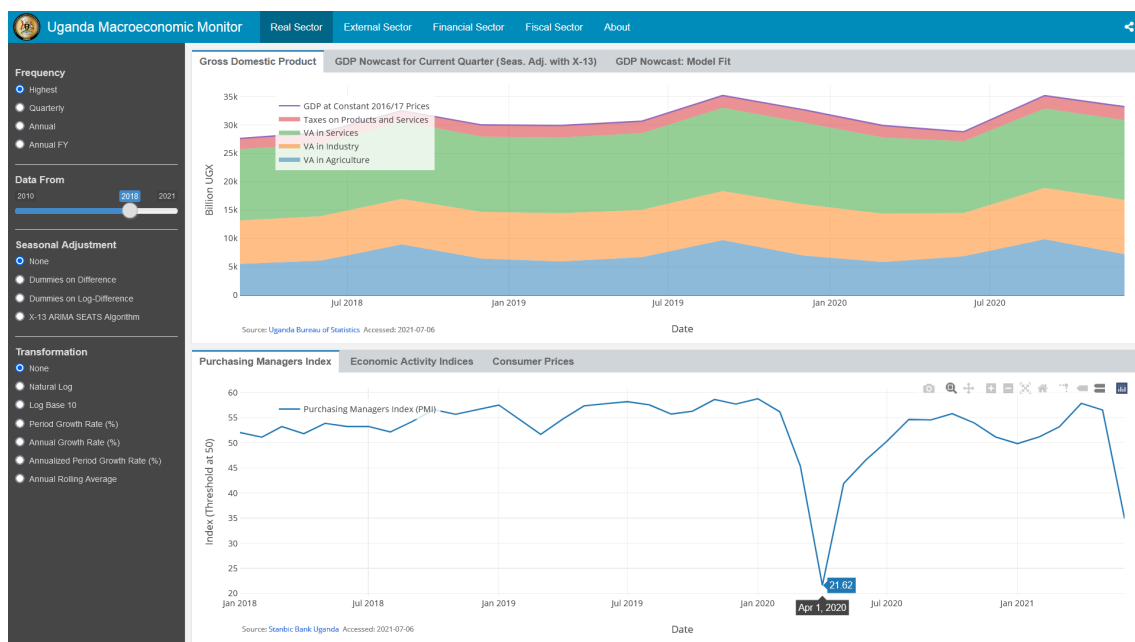 Uganda Macroeconomic Monitor
Real Sector
External Sector
Financial Sector
Fiscal Sector
About
Frequency
Highest
Quarterly
Annual
Annual FY
Data From
2010
2018
2021
Seasonal Adjustment
None
Dummies on Difference
Dummies on Log-Difference
X-13 ARIMA SEATS Algorithm
Transformation
None
Natural Log
Log Base 10
Period Growth Rate (%)
Annual Growth Rate (%)
Annualized Period Growth Rate (%)
Annual Rolling Average
Gross Domestic Product
GDP Nowcast for Current Quarter (Seas. Adj. with X-13)
GDP Nowcast: Model Fit
Billion UGX
35k
30k
25k
20k
15k
10k
5k
0
GDP at Constant 2016/17 Prices
Taxes on Products and Services
VA in Services
VA in Industry
VA in Agriculture
Jul 2018
Jan 2019
Jul 2019
Jan 2020
Jul 2020
Date
Source: Uganda Bureau of Statistics Accessed: 2021-07-06
Purchasing Managers Index
Economic Activity Indices
Consumer Prices
Index (Threshold at 50)
60
55
50
45
40
35
30
25
20
Purchasing Managers Index (PMI)
21.62
Apr 1, 2020
Jan 2018
Jul 2018
Jan 2019
Jul 2019
Jan 2020
Jul 2020
Jan 2021
Date
Source: Stanbic Bank Uganda Accessed: 2021-07-06